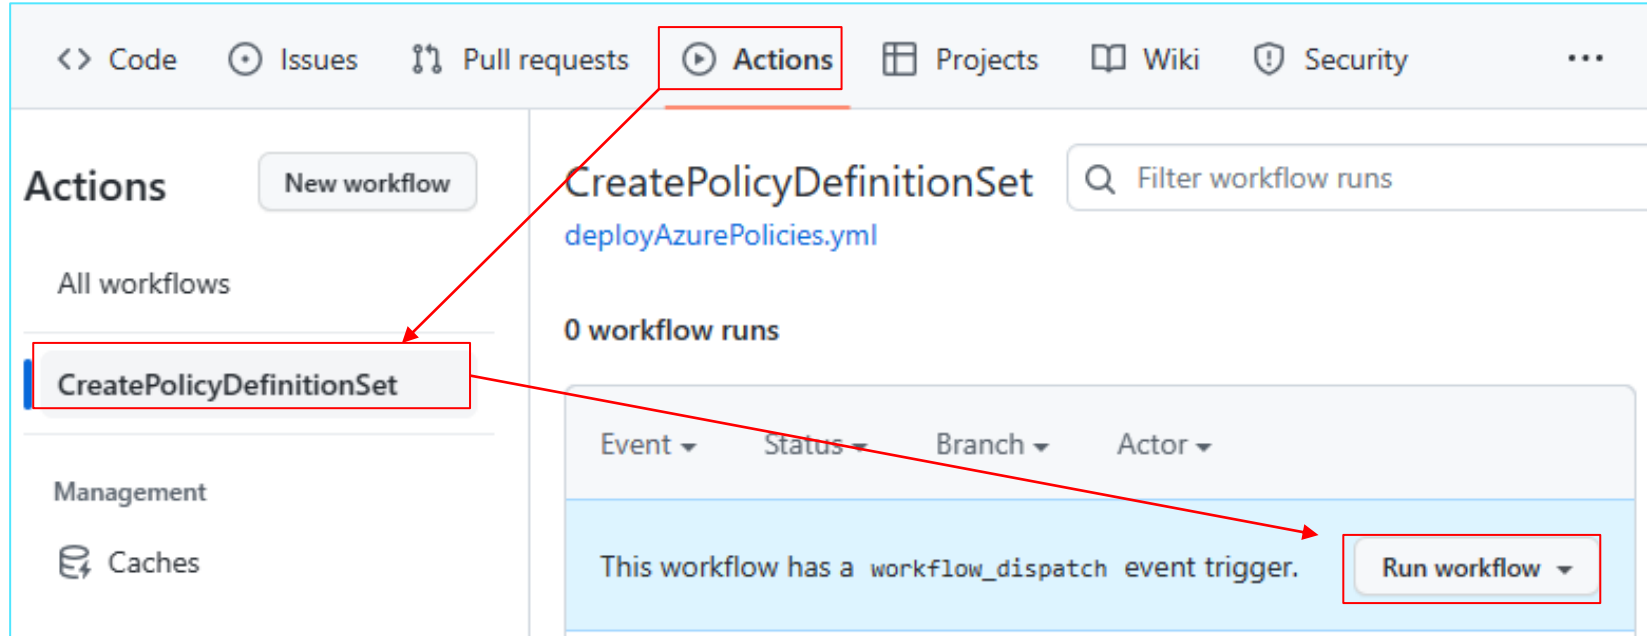 Code Issues Pull requests Actions Projects Wiki Security ...
Actions New workflow
All workflows
CreatePolicyDefinitionSet
Management
Caches
CreatePolicyDefinitionSet Filter workflow runs
deployAzurePolicies.yml
0 workflow runs
Event Status Branch Actor
This workflow has a workflow_dispatch event trigger. Run workflow